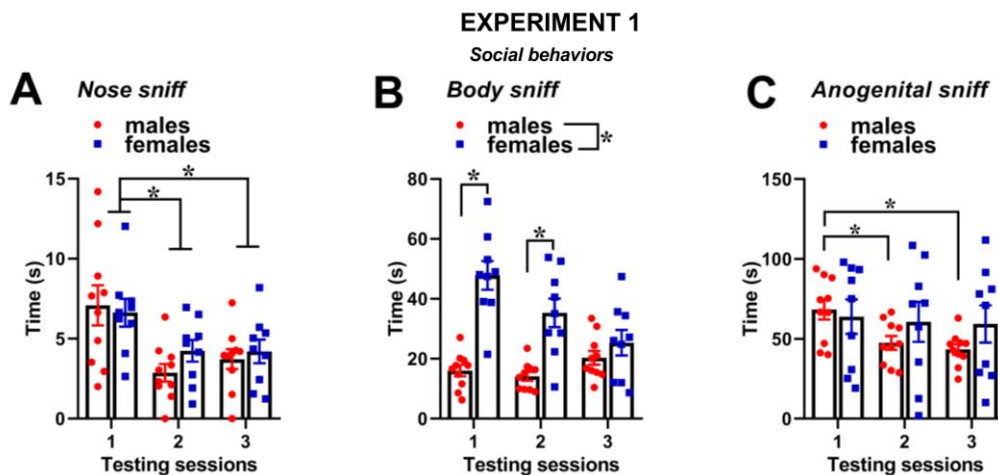 EXPERIMENT 1
Social behaviors
A Nose sniff
males
females
*
*
Time (s)
15
10
5
0
1 2 3
Testing sessions
B Body sniff
males
females
*
*
*
Time (s)
80
60
40
20
0
1 2 3
Testing sessions
C Anogenital sniff
males
females
*
*
Time (s)
150
100
50
0
1 2 3
Testing sessions